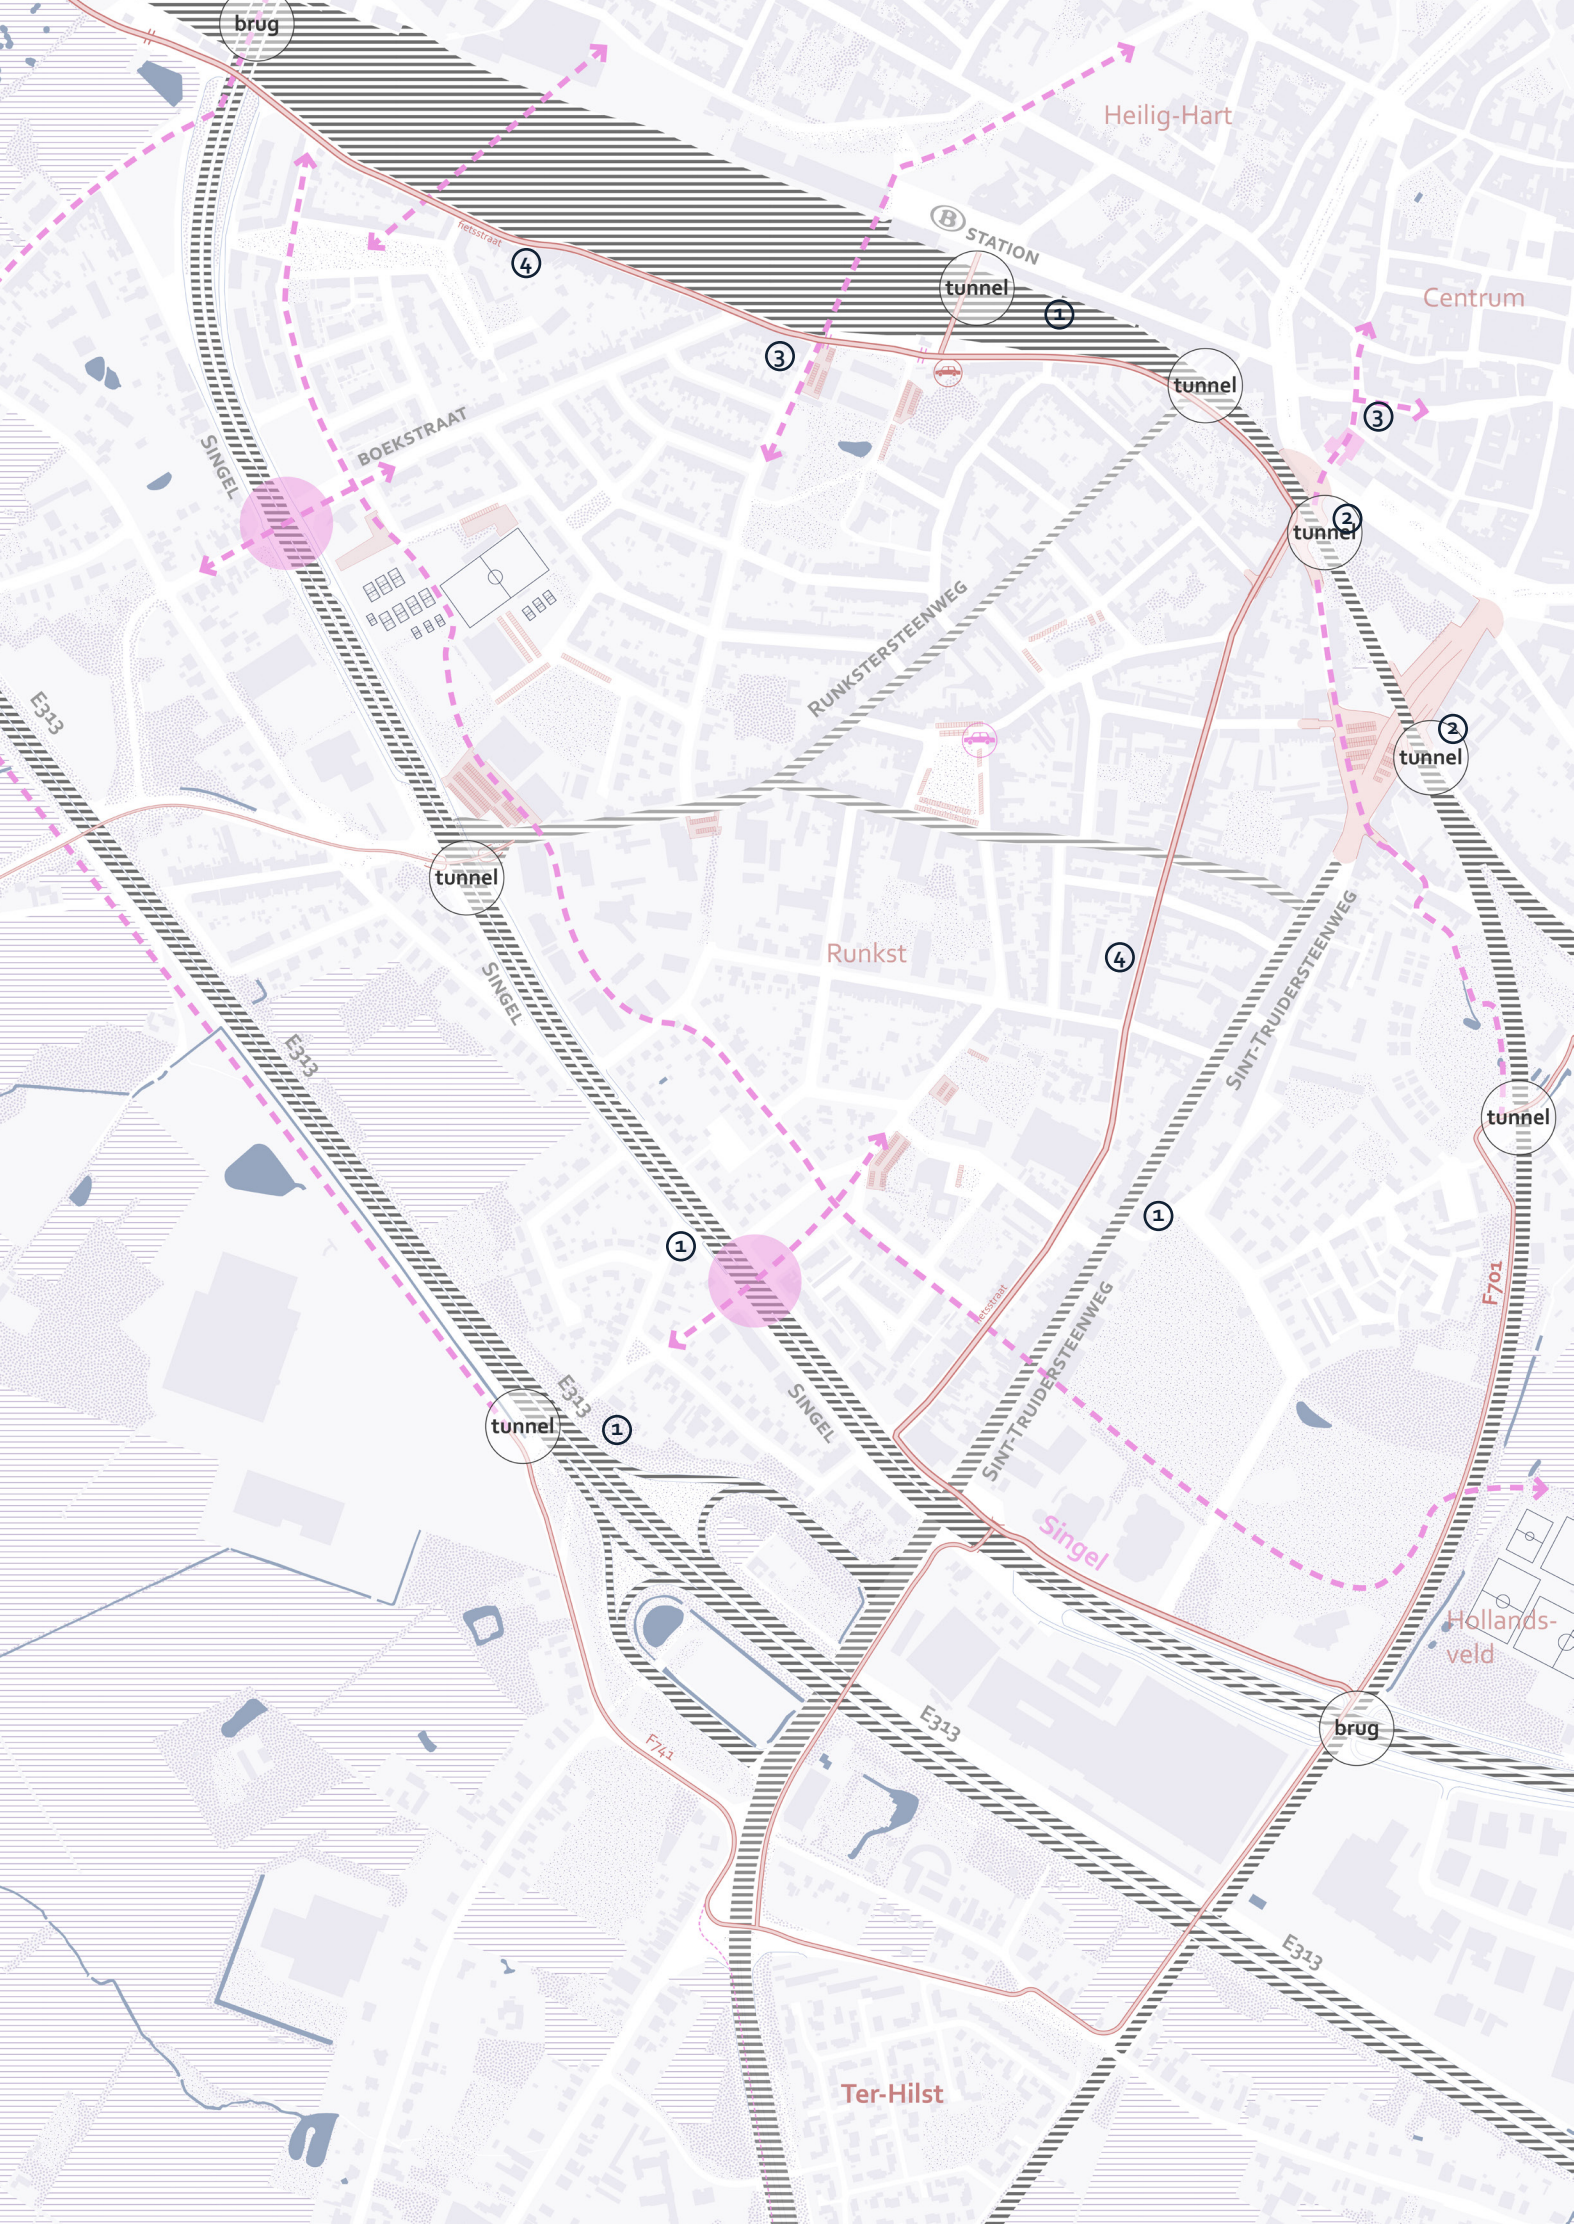 brug
Heilig-Hart
B
STATION
fietsstraat
4
tunnel
1
Centrum
3
tunnel
3
BOEKSTRAAT
SINGEL
2
tunnel
RUNKSTERSTEENWEG
E313
2
tunnel
tunnel
Runkst
4
SINGEL
SINT-TRUIDERSTEENWEG
E313
tunnel
1
1
F701
fietsstraat
SINT-TRUIDERSTEENWEG
E313
SINGEL
tunnel
1
Singel
Hollands-
veld
E313
brug
F741
E313
Ter-Hilst